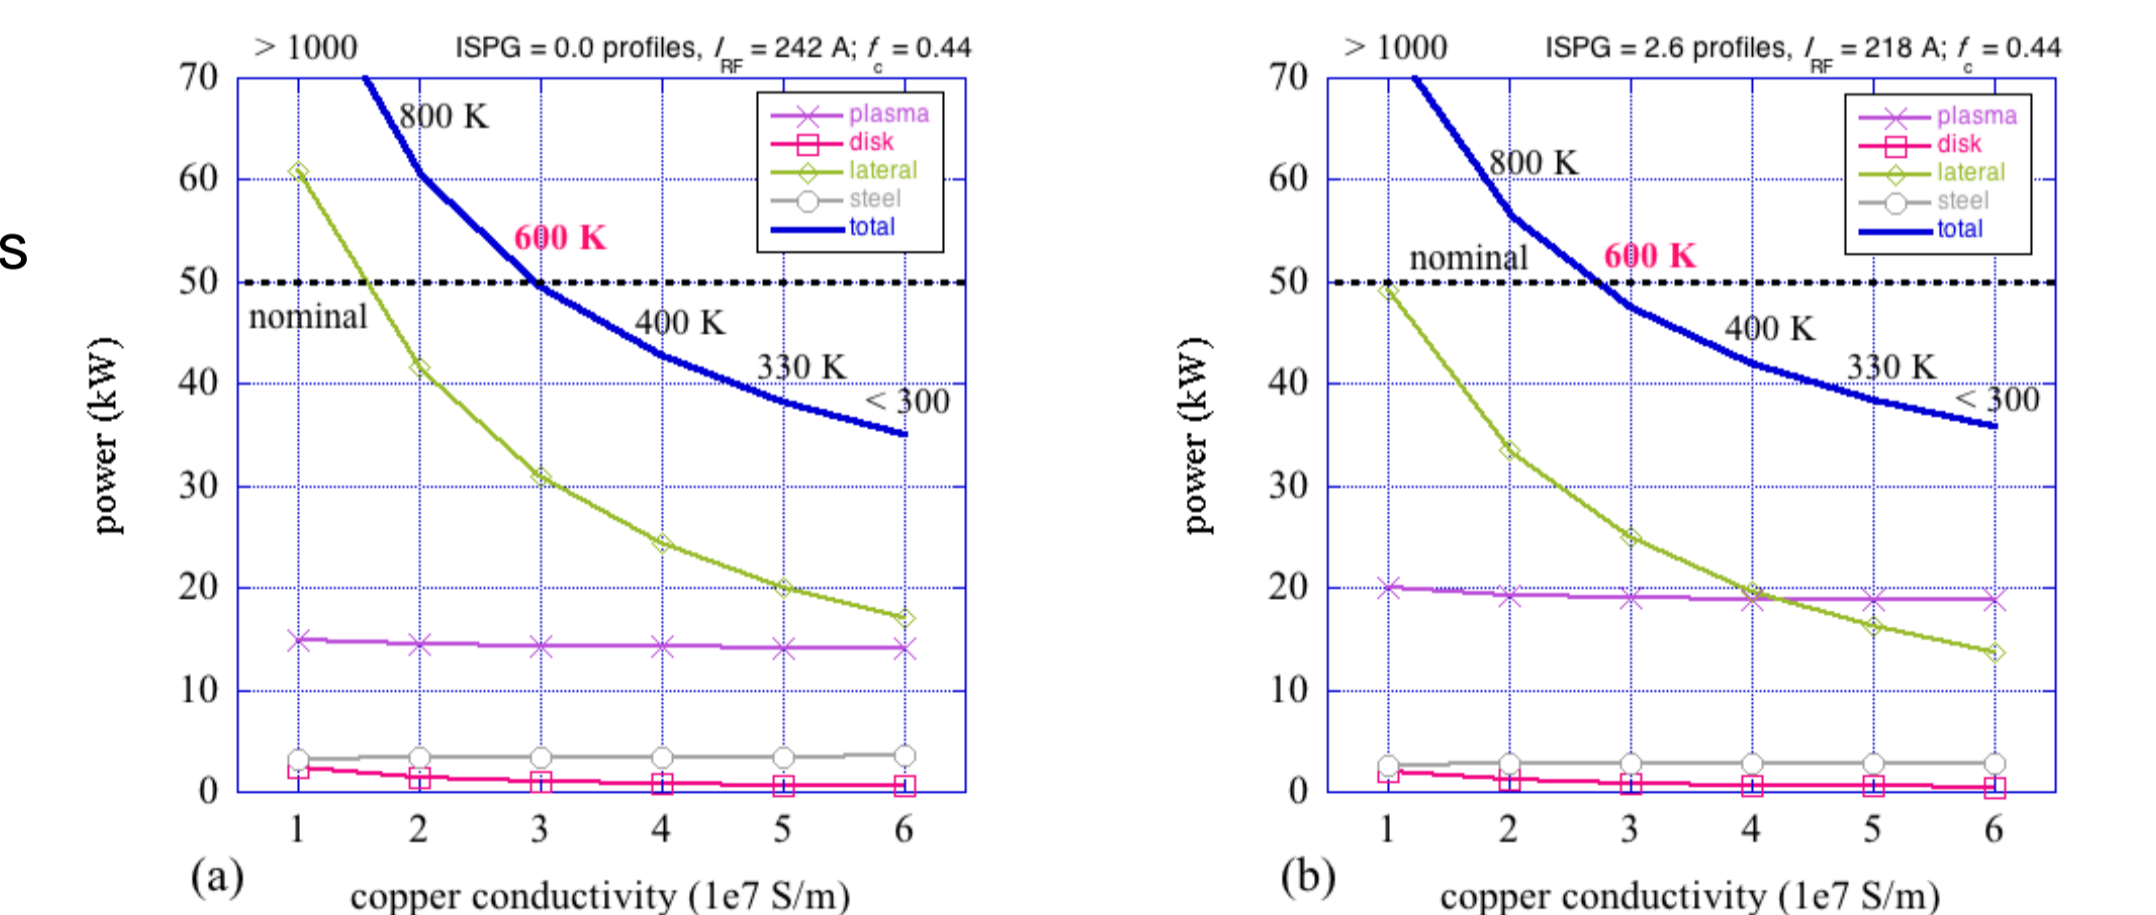 s
> 1000
ISPG = 0.0 profiles, I_RF = 242 A; f_c = 0.44
70
60
50
40
30
20
10
0
power (kW)
800 K
600 K
nominal
400 K
330 K
< 300
plasma
disk
lateral
steel
total
1 2 3 4 5 6
(a)
copper conductivity (1e7 S/m)
> 1000
ISPG = 2.6 profiles, I_RF = 218 A; f_c = 0.44
70
60
50
40
30
20
10
0
power (kW)
800 K
nominal
600 K
400 K
330 K
< 300
plasma
disk
lateral
steel
total
1 2 3 4 5 6
(b)
copper conductivity (1e7 S/m)